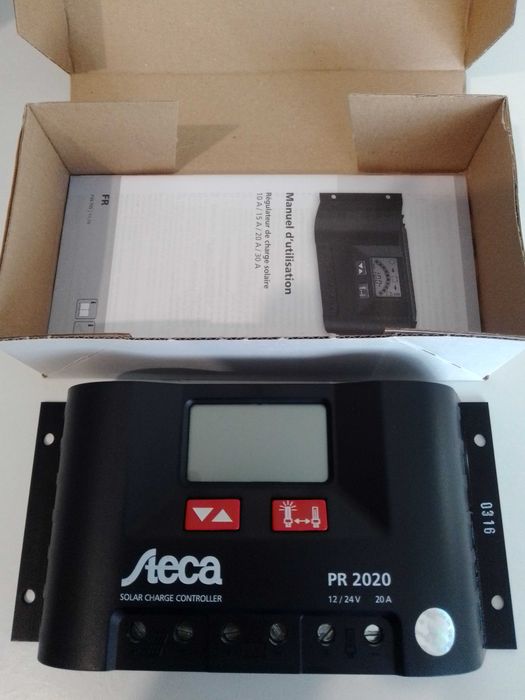 FR
Manuel d'utilisation
Régulateur de charge solaire
10 A / 15 A / 20 A / 30 A
Steca
SOLAR CHARGE CONTROLLER
PR 2020
12 / 24 V 20 A
0316